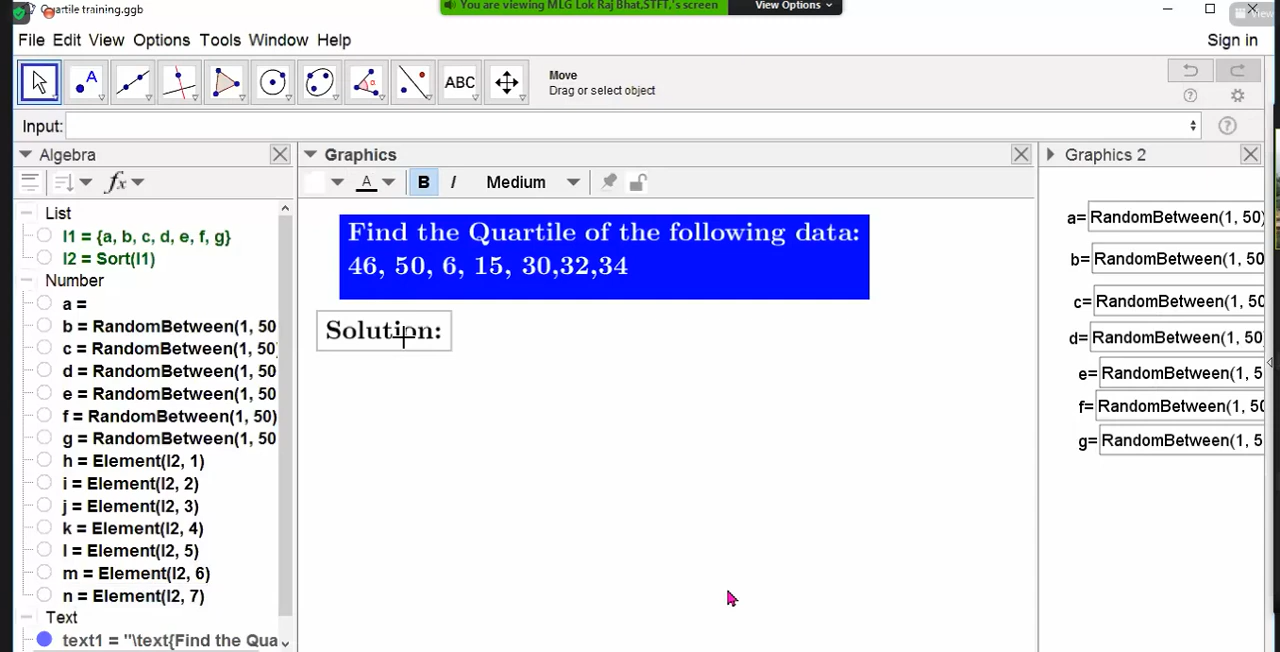 Quartile training.ggb
You are viewing MLG Lok Raj Bhat,STFT,'s screen
View Options
View
File Edit View Options Tools Window Help
Sign in
A
ABC
Move
Drag or select object
Input:
Algebra
Graphics
Graphics 2
fx
A
B
I
Medium
List
l1 = {a, b, c, d, e, f, g}
l2 = Sort(l1)
Number
a =
b = RandomBetween(1, 50
c = RandomBetween(1, 50
d = RandomBetween(1, 50
e = RandomBetween(1, 50
f = RandomBetween(1, 50)
g = RandomBetween(1, 50
h = Element(l2, 1)
i = Element(l2, 2)
j = Element(l2, 3)
k = Element(l2, 4)
l = Element(l2, 5)
m = Element(l2, 6)
n = Element(l2, 7)
Text
text1 = "\text{Find the Qua
Find the Quartile of the following data:
46, 50, 6, 15, 30,32,34
Solution:
a= RandomBetween(1, 50)
b= RandomBetween(1, 50
c= RandomBetween(1, 50
d= RandomBetween(1, 50
e= RandomBetween(1, 5
f= RandomBetween(1, 50
g= RandomBetween(1, 5